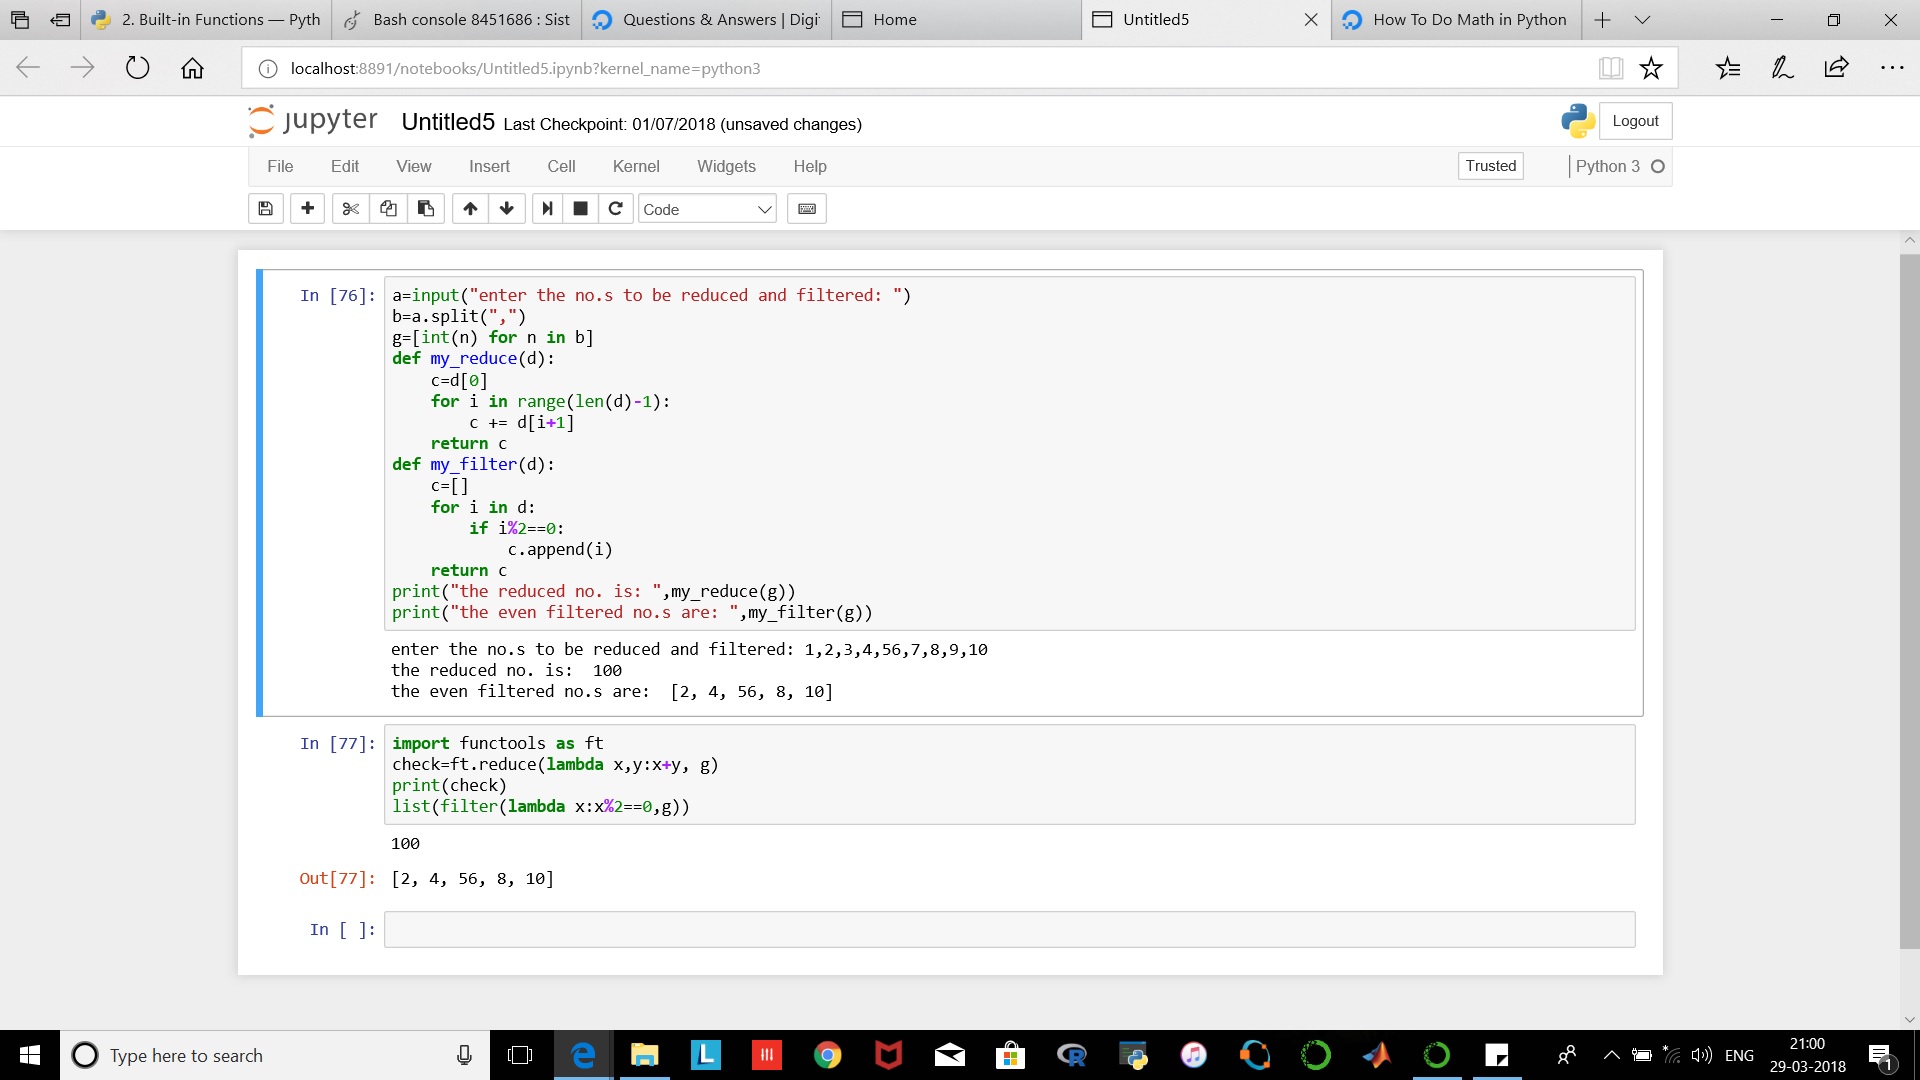 2. Built-in Functions — Pyth
Bash console 8451686 : Sist
Questions & Answers | Digi
Home
Untitled5
How To Do Math in Python
localhost:8891/notebooks/Untitled5.ipynb?kernel_name=python3
jupyter Untitled5 Last Checkpoint: 01/07/2018 (unsaved changes)
Logout
File Edit View Insert Cell Kernel Widgets Help
Trusted
Python 3
Code
In [76]: a=input("enter the no.s to be reduced and filtered: ")
b=a.split(",")
g=[int(n) for n in b]
def my_reduce(d):
    c=d[0]
    for i in range(len(d)-1):
        c += d[i+1]
    return c
def my_filter(d):
    c=[]
    for i in d:
        if i%2==0:
            c.append(i)
    return c
print("the reduced no. is: ",my_reduce(g))
print("the even filtered no.s are: ",my_filter(g))
enter the no.s to be reduced and filtered: 1,2,3,4,56,7,8,9,10
the reduced no. is:  100
the even filtered no.s are:  [2, 4, 56, 8, 10]
In [77]: import functools as ft
check=ft.reduce(lambda x,y:x+y, g)
print(check)
list(filter(lambda x:x%2==0,g))
100
Out[77]: [2, 4, 56, 8, 10]
In [ ]:
Type here to search
L
R
ENG
21:00
29-03-2018
1